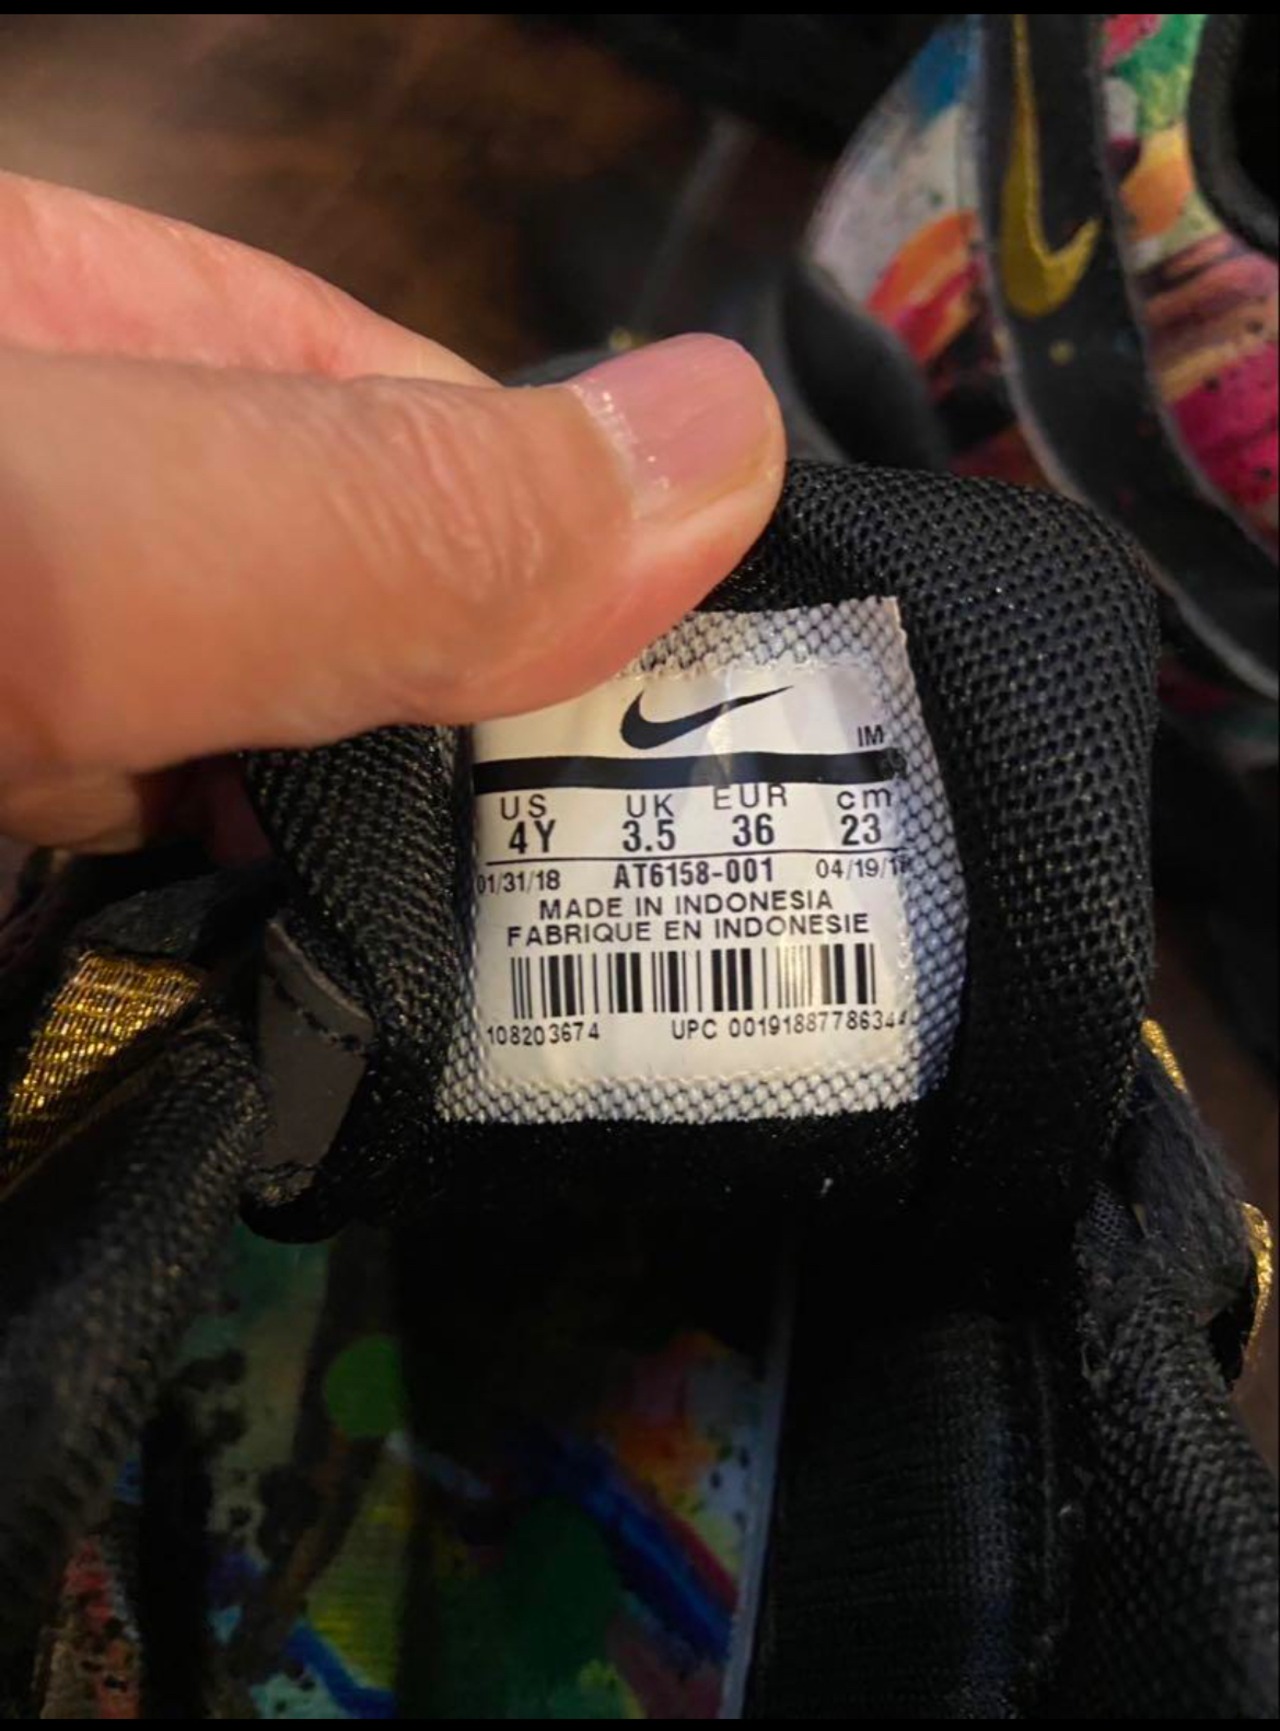 IM
US UK EUR cm
4Y 3.5 36 23
01/31/18 AT6158-001
MADE IN INDONESIA
FABRIQUE EN INDONESIE
108203674 UPC